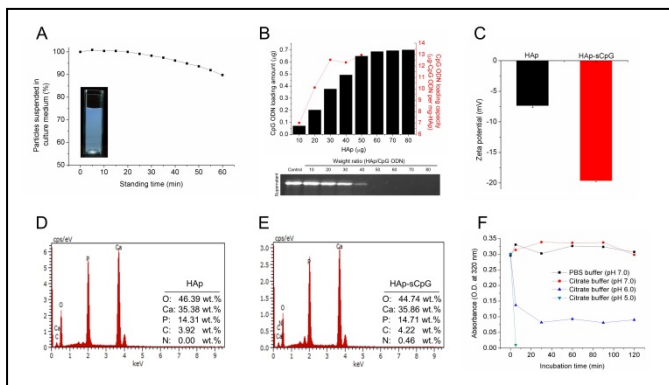 A
Particles suspended in
culture medium (%)
100
90
80
70
60
0 10 20 30 40 50 60
Standing time (min)
B
CpG ODN loading amount (μg)
0.7
0.6
0.5
0.4
0.3
0.2
0.1
0.0
10 20 30 40 50 60 70 80
HAp (μg)
13
12
11
10
9
8
7
6
CpG ODN loading capacity
(μg-CpG ODN per mg-HAp)
Weight ratio (HAp/CpG ODN)
Control 10 20 30 40 50 60 70 80
Supernatant
C
HAp
HAp-sCpG
Zeta potential (mV)
0
-5
-10
-15
-20
D
cps/eV
6
5
4
3
2
1
0
Ca
P
O
Ca
C
0 2 4 6 8
keV
HAp
O: 46.39 wt.%
Ca: 35.38 wt.%
P: 14.31 wt.%
C: 3.92 wt.%
N: 0.00 wt.%
E
cps/eV
3.0
2.5
2.0
1.5
1.0
0.5
0.0
Ca
P
O
Ca
C
0 2 4 6 8
keV
HAp-sCpG
O: 44.74 wt.%
Ca: 35.86 wt.%
P: 14.71 wt.%
C: 4.22 wt.%
N: 0.46 wt.%
F
Absorbance (O.D. at 320 nm)
0.35
0.30
0.25
0.20
0.15
0.10
0.05
0.00
PBS buffer (pH 7.0)
Citrate buffer (pH 7.0)
Citrate buffer (pH 6.0)
Citrate buffer (pH 5.0)
0 20 40 60 80 100 120
Incubation time (min)